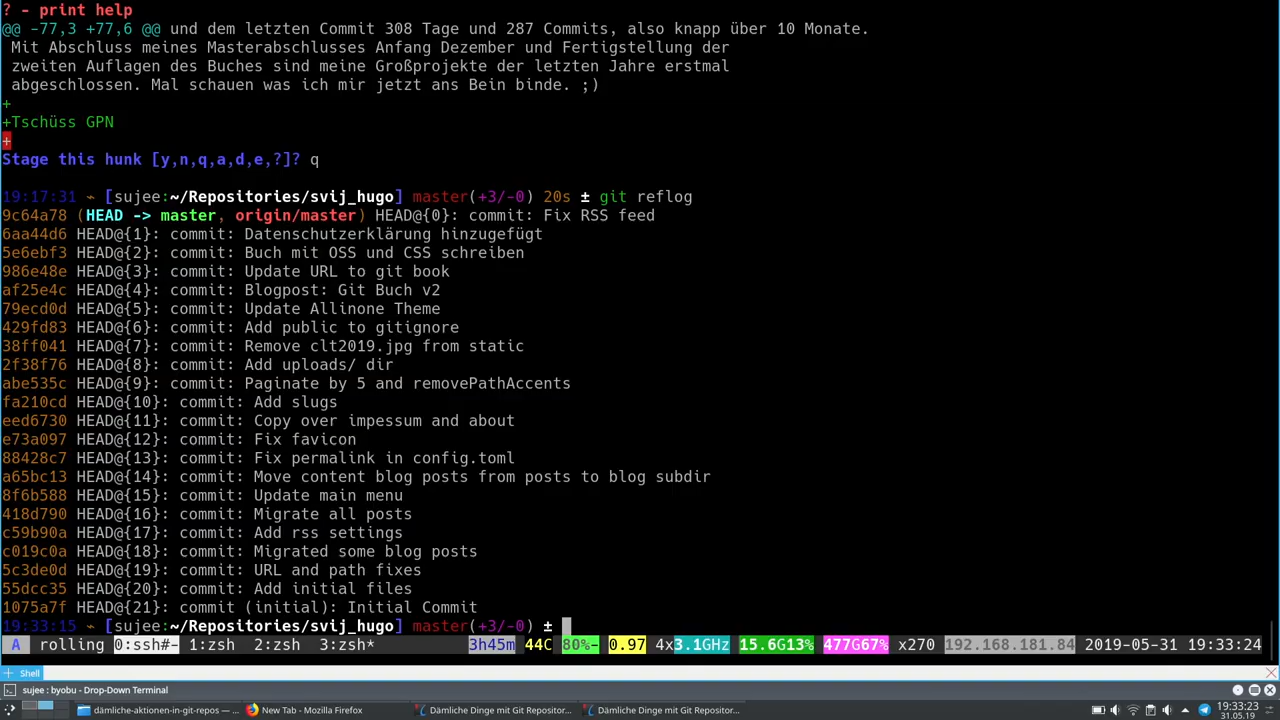 ? - print help
@@ -77,3 +77,6 @@ und dem letzten Commit 308 Tage und 287 Commits, also knapp über 10 Monate.
Mit Abschluss meines Masterabschlusses Anfang Dezember und Fertigstellung der
zweiten Auflagen des Buches sind meine Großprojekte der letzten Jahre erstmal
abgeschlossen. Mal schauen was ich mir jetzt ans Bein binde. ;)
+
+Tschüss GPN
+
Stage this hunk [y,n,q,a,d,e,?]? q
19:17:31 ~ [sujee:~/Repositories/svij_hugo] master(+3/-0) 20s ± git reflog
9c64a78 (HEAD -> master, origin/master) HEAD@{0}: commit: Fix RSS feed
6aa44d6 HEAD@{1}: commit: Datenschutzerklärung hinzugefügt
5e6ebf3 HEAD@{2}: commit: Buch mit OSS und CSS schreiben
986e48e HEAD@{3}: commit: Update URL to git book
af25e4c HEAD@{4}: commit: Blogpost: Git Buch v2
79ecd0d HEAD@{5}: commit: Update Allinone Theme
429fd83 HEAD@{6}: commit: Add public to gitignore
38ff041 HEAD@{7}: commit: Remove clt2019.jpg from static
2f38f76 HEAD@{8}: commit: Add uploads/ dir
abe535c HEAD@{9}: commit: Paginate by 5 and removePathAccents
fa210cd HEAD@{10}: commit: Add slugs
eed6730 HEAD@{11}: commit: Copy over impessum and about
e73a097 HEAD@{12}: commit: Fix favicon
88428c7 HEAD@{13}: commit: Fix permalink in config.toml
a65bc13 HEAD@{14}: commit: Move content blog posts from posts to blog subdir
8f6b588 HEAD@{15}: commit: Update main menu
418d790 HEAD@{16}: commit: Migrate all posts
c59b90a HEAD@{17}: commit: Add rss settings
c019c0a HEAD@{18}: commit: Migrated some blog posts
5c3de0d HEAD@{19}: commit: URL and path fixes
55dcc35 HEAD@{20}: commit: Add initial files
1075a7f HEAD@{21}: commit (initial): Initial Commit
19:33:15 ~ [sujee:~/Repositories/svij_hugo] master(+3/-0) ±
A rolling 0:ssh#- 1:zsh 2:zsh 3:zsh* 3h45m 44C 80%- 0.97 4x3.1GHz 15.6G13% 477G67% x270 192.168.181.84 2019-05-31 19:33:24
Shell
sujee : byobu - Drop-Down Terminal
dämliche-aktionen-in-git-repos — ... New Tab - Mozilla Firefox Dämliche Dinge mit Git Repositor... Dämliche Dinge mit Git Repositor... 19:33:23
31.05.19